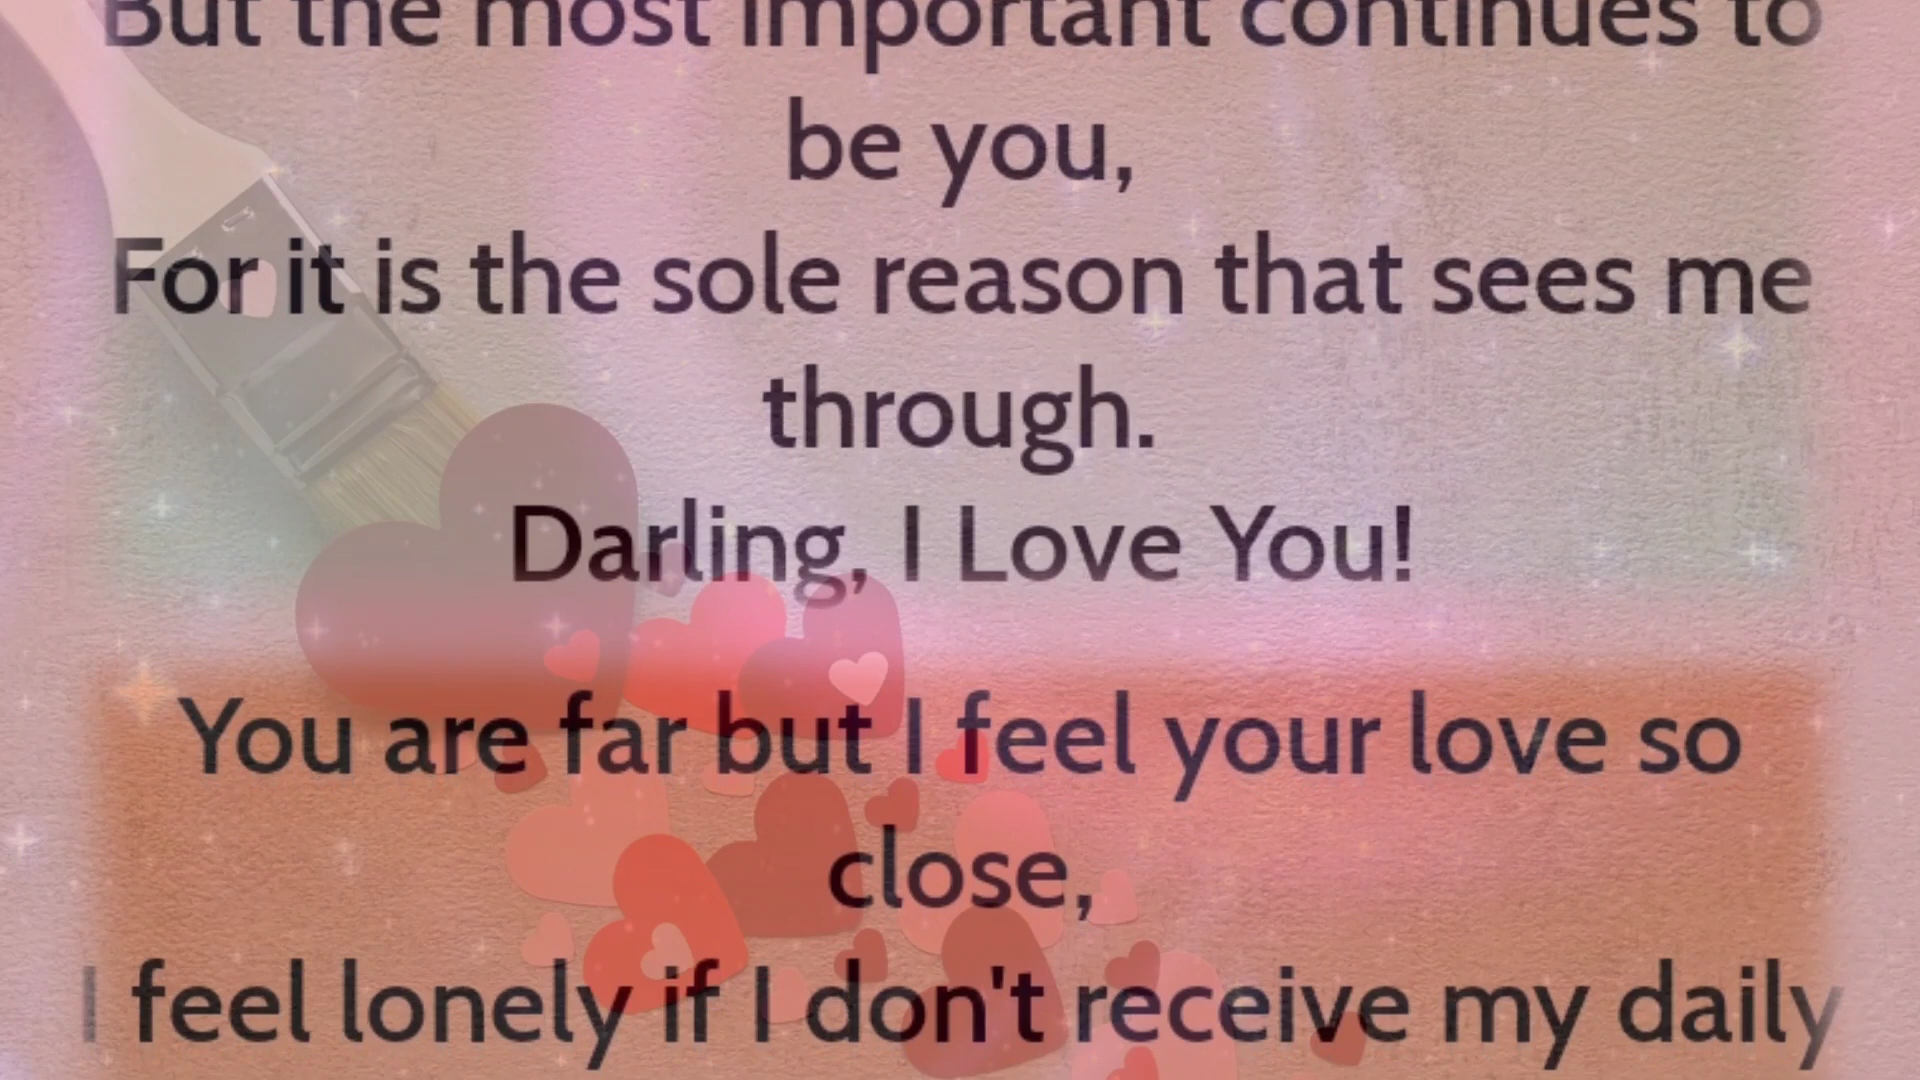 But the most important continues to
be you,
For it is the sole reason that sees me
through.
Darling, I Love You!
You are far but I feel your love so
close,
I feel lonely if I don't receive my daily